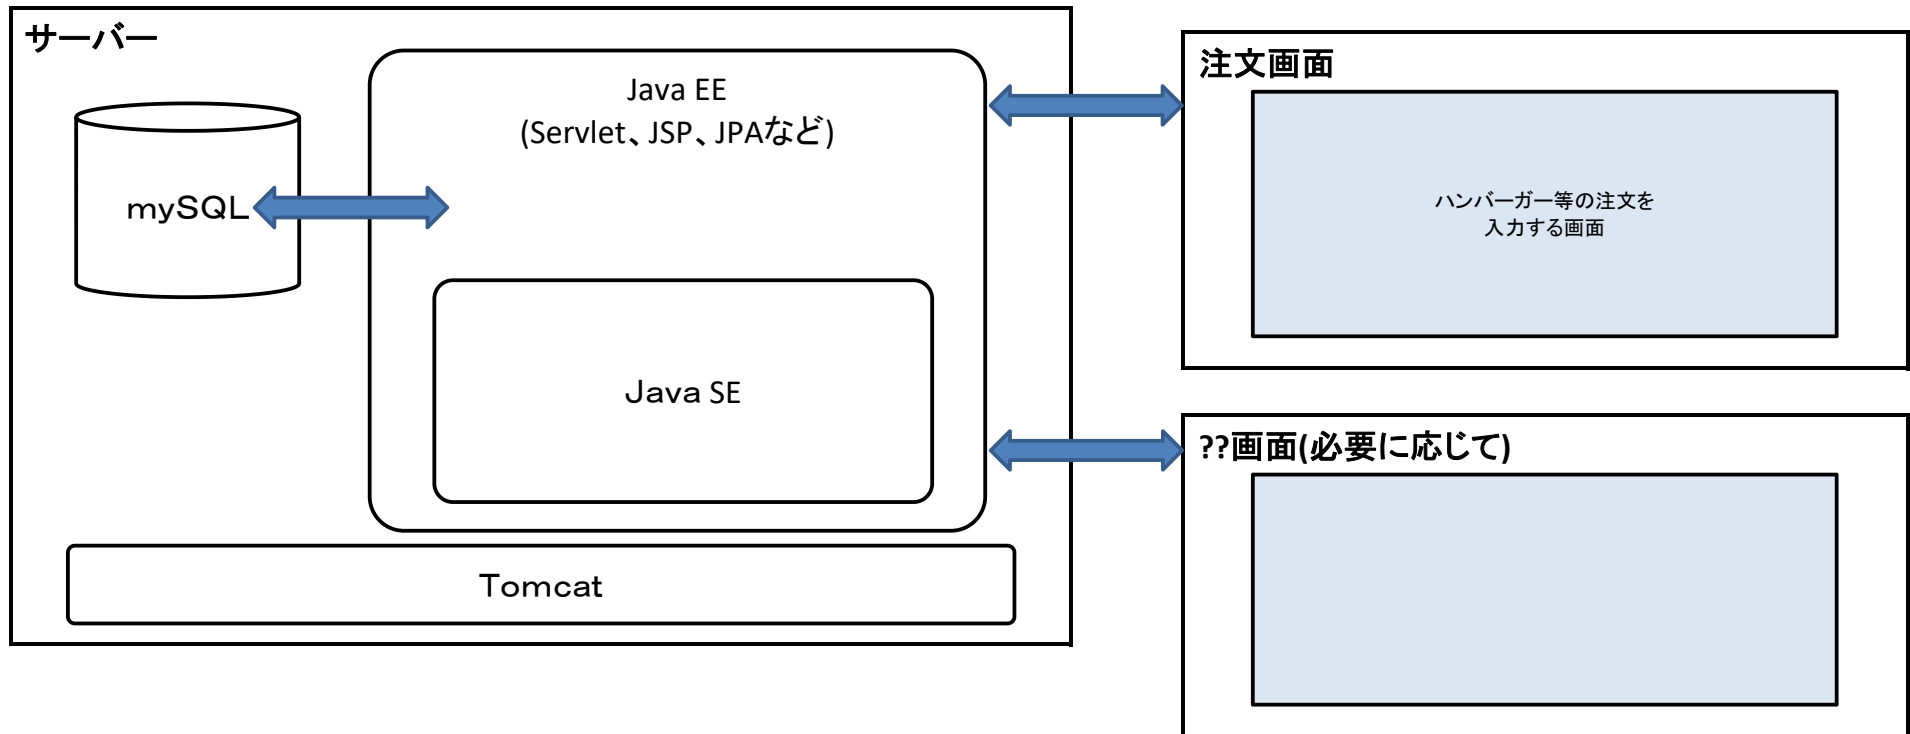 サーバー
Java EE
(Servlet、JSP、JPAなど)
mySQL
Java SE
Tomcat
注文画面
ハンバーガー等の注文を
入力する画面
??画面(必要に応じて)